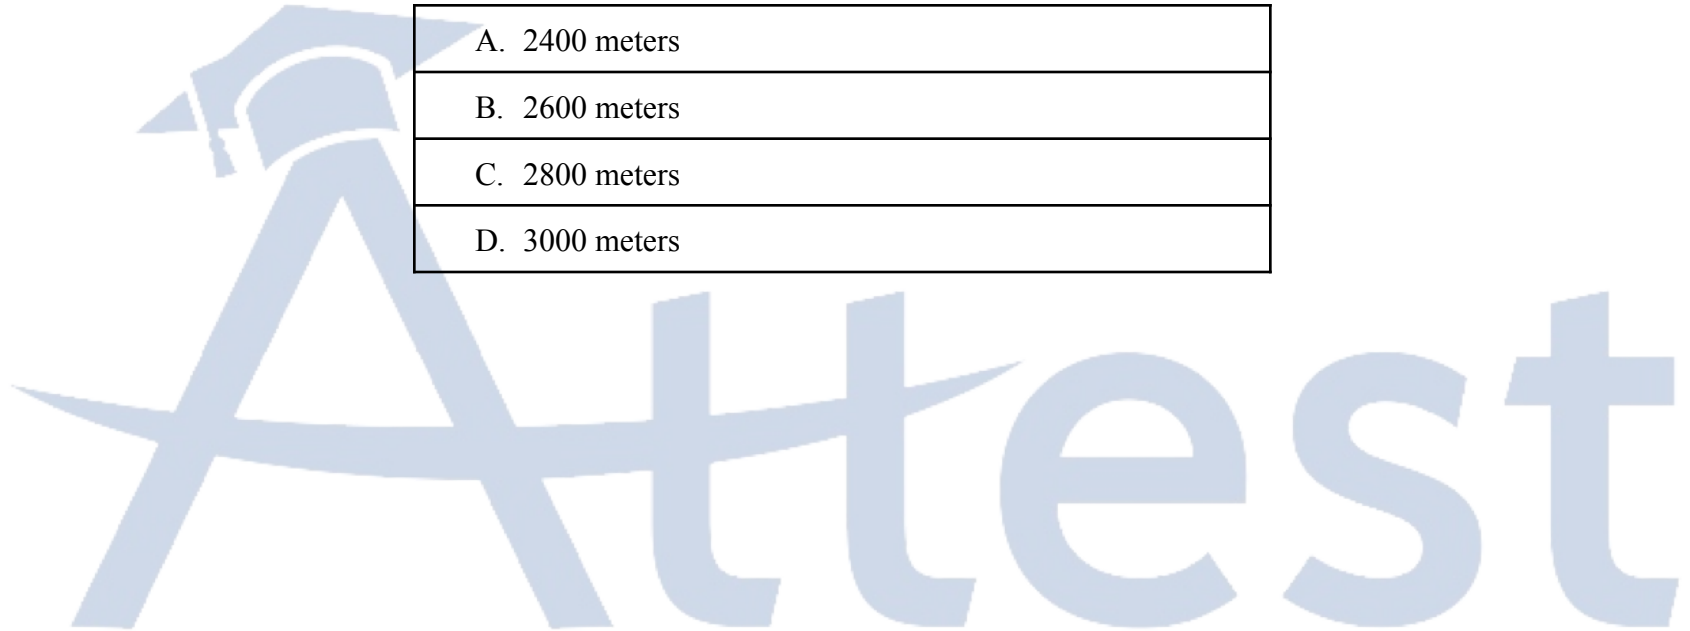 A. 2400 meters
B. 2600 meters
C. 2800 meters
D. 3000 meters
Attest